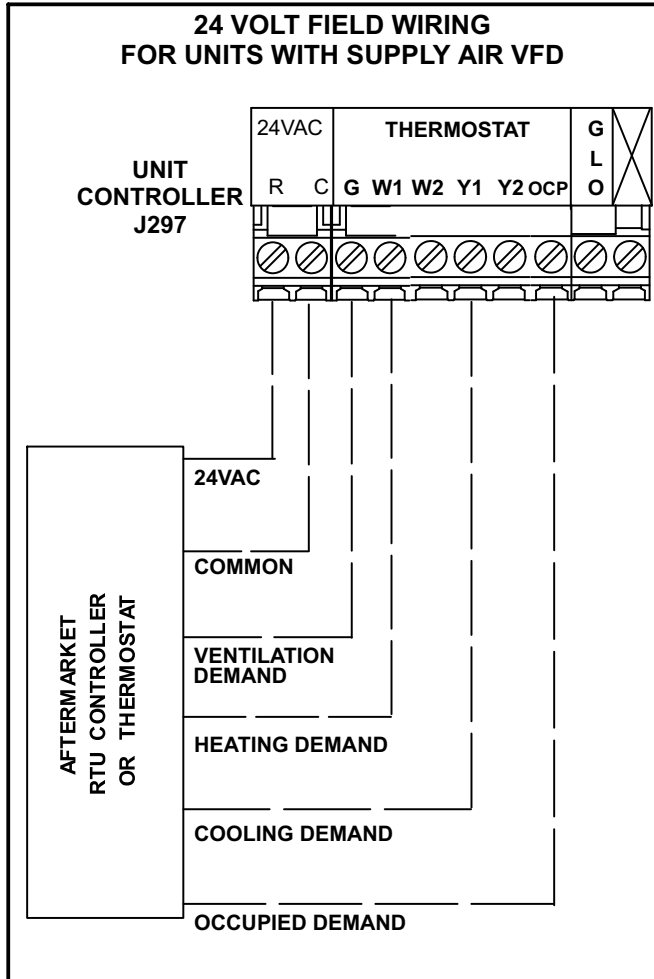 24 VOLT FIELD WIRING
FOR UNITS WITH SUPPLY AIR VFD
24VAC THERMOSTAT G
L
O
UNIT
CONTROLLER
J297
R C G W1 W2 Y1 Y2 OCP
24VAC
COMMON
VENTILATION
DEMAND
HEATING DEMAND
COOLING DEMAND
OCCUPIED DEMAND
AFTERMARKET
RTU CONTROLLER
OR THERMOSTAT